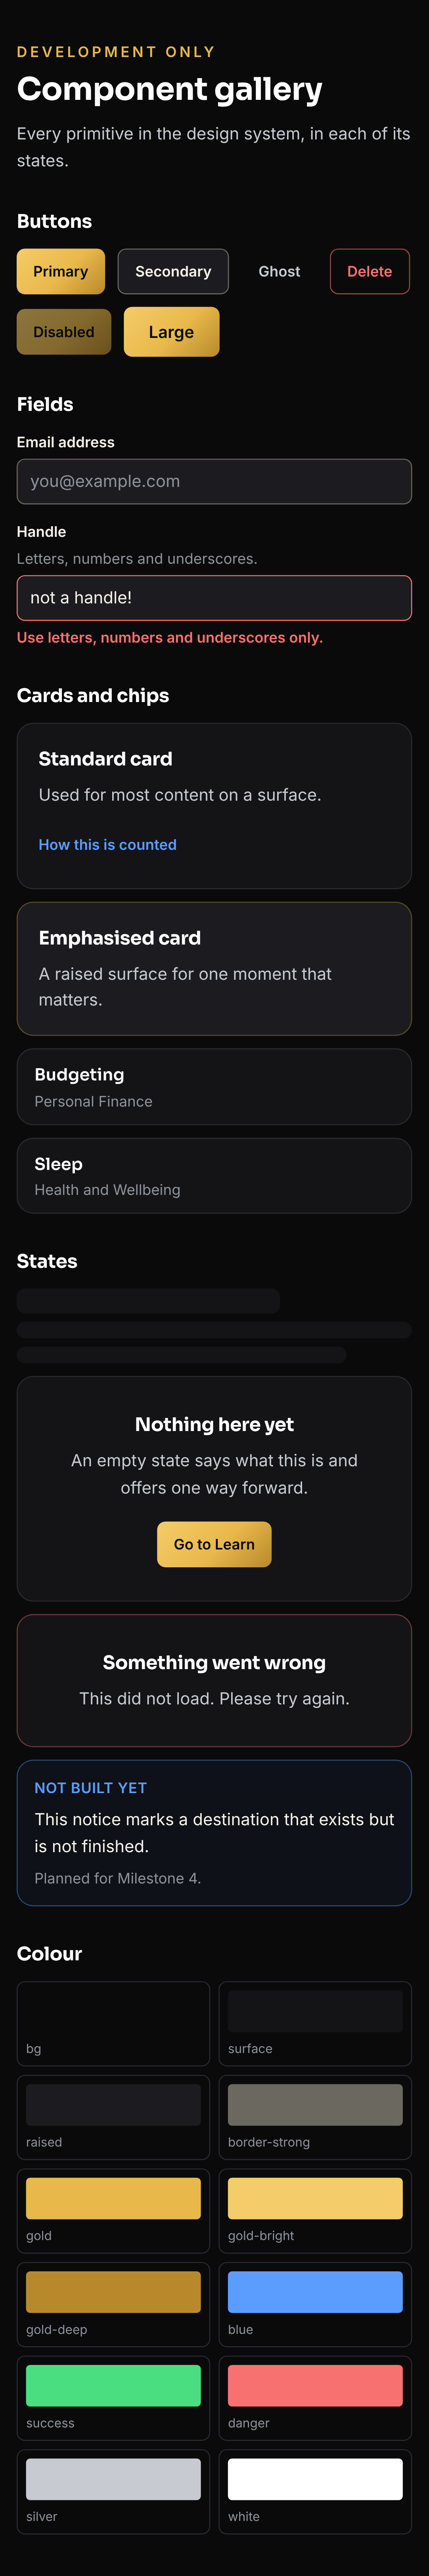 DEVELOPMENT ONLY
Component gallery
Every primitive in the design system, in each of its
states.
Buttons
Primary
Secondary
Ghost
Delete
Disabled
Large
Fields
Email address
you@example.com
Handle
Letters, numbers and underscores.
not a handle!
Use letters, numbers and underscores only.
Cards and chips
Standard card
Used for most content on a surface.
How this is counted
Emphasised card
A raised surface for one moment that
matters.
Budgeting
Personal Finance
Sleep
Health and Wellbeing
States
Nothing here yet
An empty state says what this is and
offers one way forward.
Go to Learn
Something went wrong
This did not load. Please try again.
NOT BUILT YET
This notice marks a destination that exists but
is not finished.
Planned for Milestone 4.
Colour
bg
surface
raised
border-strong
gold
gold-bright
gold-deep
blue
success
danger
silver
white